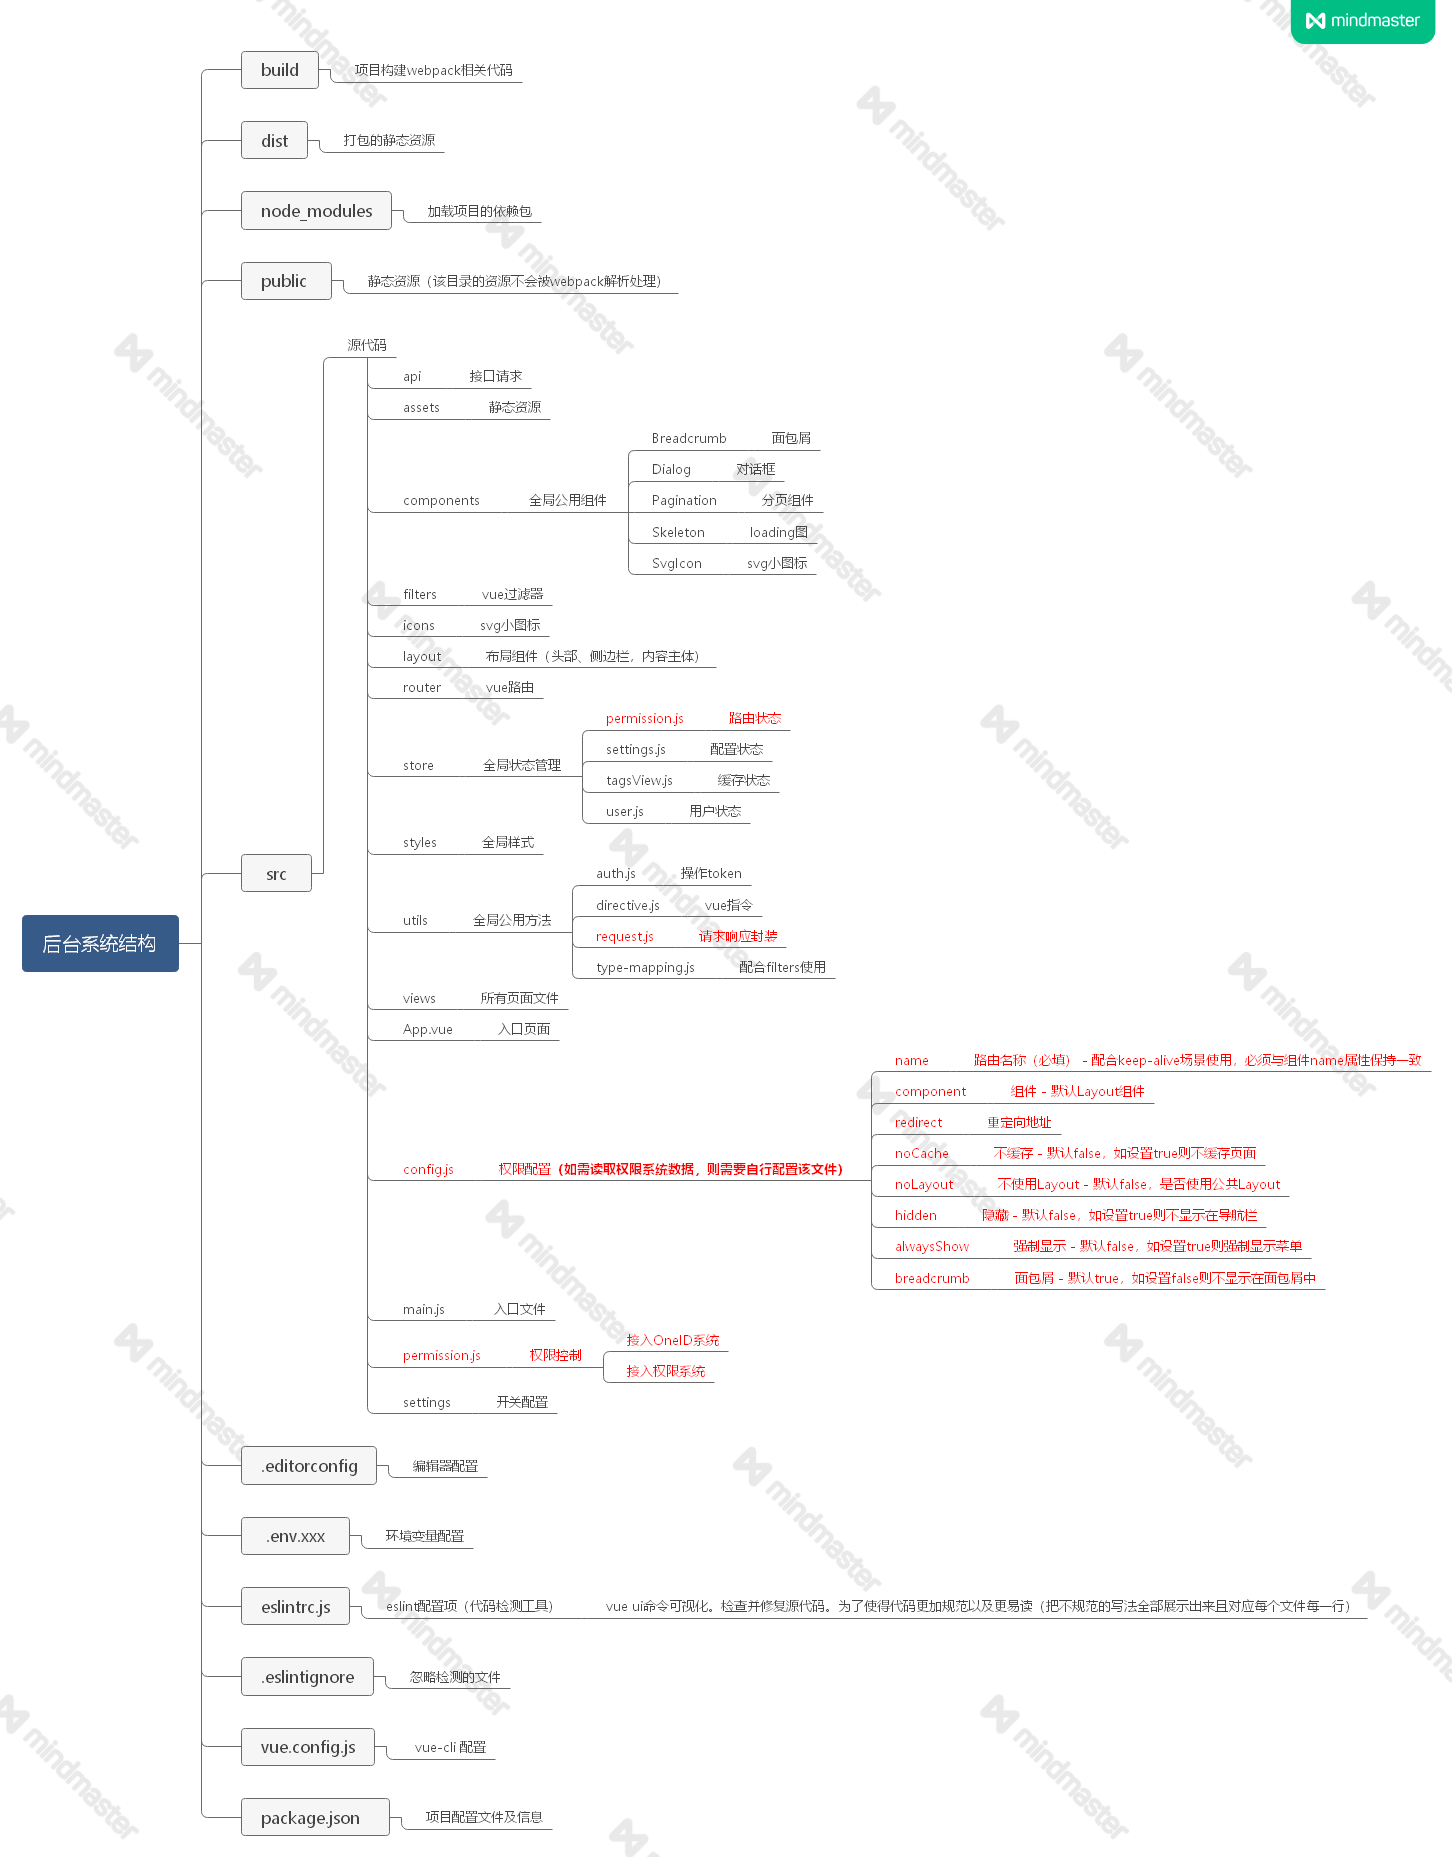 mindmaster
build 项目构建webpack相关代码
dist 打包的静态资源
node_modules 加载项目的依赖包
public 静态资源（该目录的资源不会被webpack解析处理）
源代码
api 接口请求
assets 静态资源
Breadcrumb 面包屑
Dialog 对话框
components 全局公用组件 Pagination 分页组件
Skeleton loading图
SvgIcon svg小图标
filters vue过滤器
icons svg小图标
layout 布局组件（头部、侧边栏，内容主体）
router vue路由
permission.js 路由状态
settings.js 配置状态
store 全局状态管理
tagsView.js 缓存状态
user.js 用户状态
styles 全局样式
src
auth.js 操作token
directive.js vue指令
utils 全局公用方法
request.js 请求响应封装
后台系统结构
type-mapping.js 配合filters使用
views 所有页面文件
App.vue 入口页面
name 路由名称（必填） - 配合keep-alive场景使用，必须与组件name属性保持一致
component 组件 - 默认Layout组件
redirect 重定向地址
noCache 不缓存 - 默认false，如设置true则不缓存页面
config.js 权限配置（如需读取权限系统数据，则需要自行配置该文件）
noLayout 不使用Layout - 默认false，是否使用公共Layout
hidden 隐藏 - 默认false，如设置true则不显示在导航栏
alwaysShow 强制显示 - 默认false，如设置true则强制显示菜单
breadcrumb 面包屑 - 默认true，如设置false则不显示在面包屑中
main.js 入口文件
接入OneID系统
permission.js 权限控制
接入权限系统
settings 开关配置
.editorconfig 编辑器配置
.env.xxx 环境变量配置
eslintrc.js eslint配置项（代码检测工具） vue ui命令可视化。检查并修复源代码。为了使得代码更加规范以及更易读（把不规范的写法全部展示出来且对应每个文件每一行）
.eslintignore 忽略检测的文件
vue.config.js vue-cli 配置
package.json 项目配置文件及信息